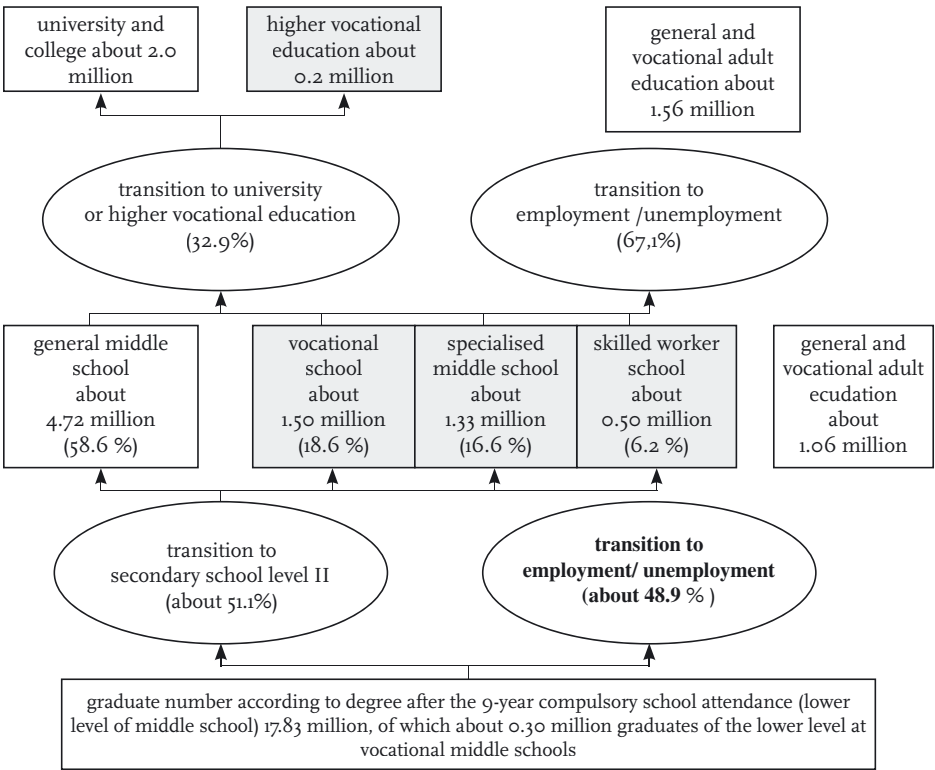 university and
college about 2.0
million
higher vocational
education about
0.2 million
general and
vocational adult
education about
1.56 million
transition to university
or higher vocational education
(32.9%)
transition to
employment /unemployment
(67,1%)
general middle
school
about
4.72 million
(58.6 %)
vocational
school
about
1.50 million
(18.6 %)
specialised
middle school
about
1.33 million
(16.6 %)
skilled worker
school
about
0.50 million
(6.2 %)
general and
vocational adult
ecudation
about
1.06 million
transition to
secondary school level II
(about 51.1%)
transition to
employment/ unemployment
(about 48.9 % )
graduate number according to degree after the 9-year compulsory school attendance (lower
level of middle school) 17.83 million, of which about 0.30 million graduates of the lower level at
vocational middle schools